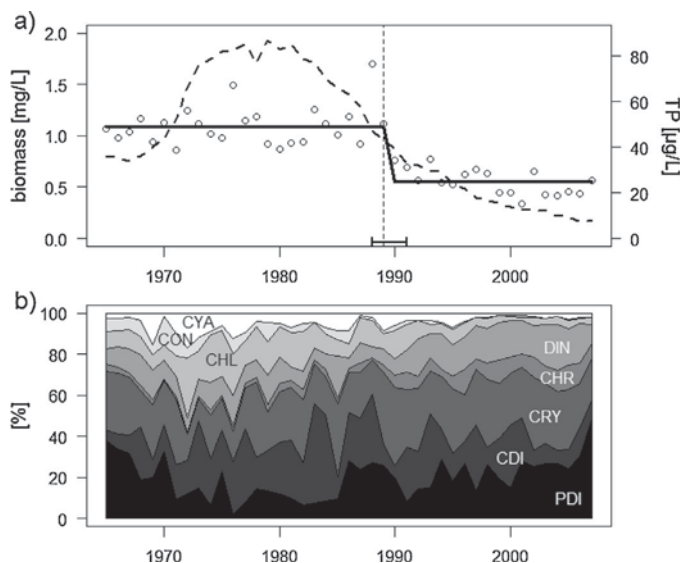 a)
2.0
1.5
1.0
0.5
0.0
biomass [mg/L]
80
60
40
20
0
TP [µg/L]
1970 1980 1990 2000
b)
100
80
60
40
20
0
[%]
CYA
CON
CHL
DIN
CHR
CRY
CDI
PDI
1970 1980 1990 2000